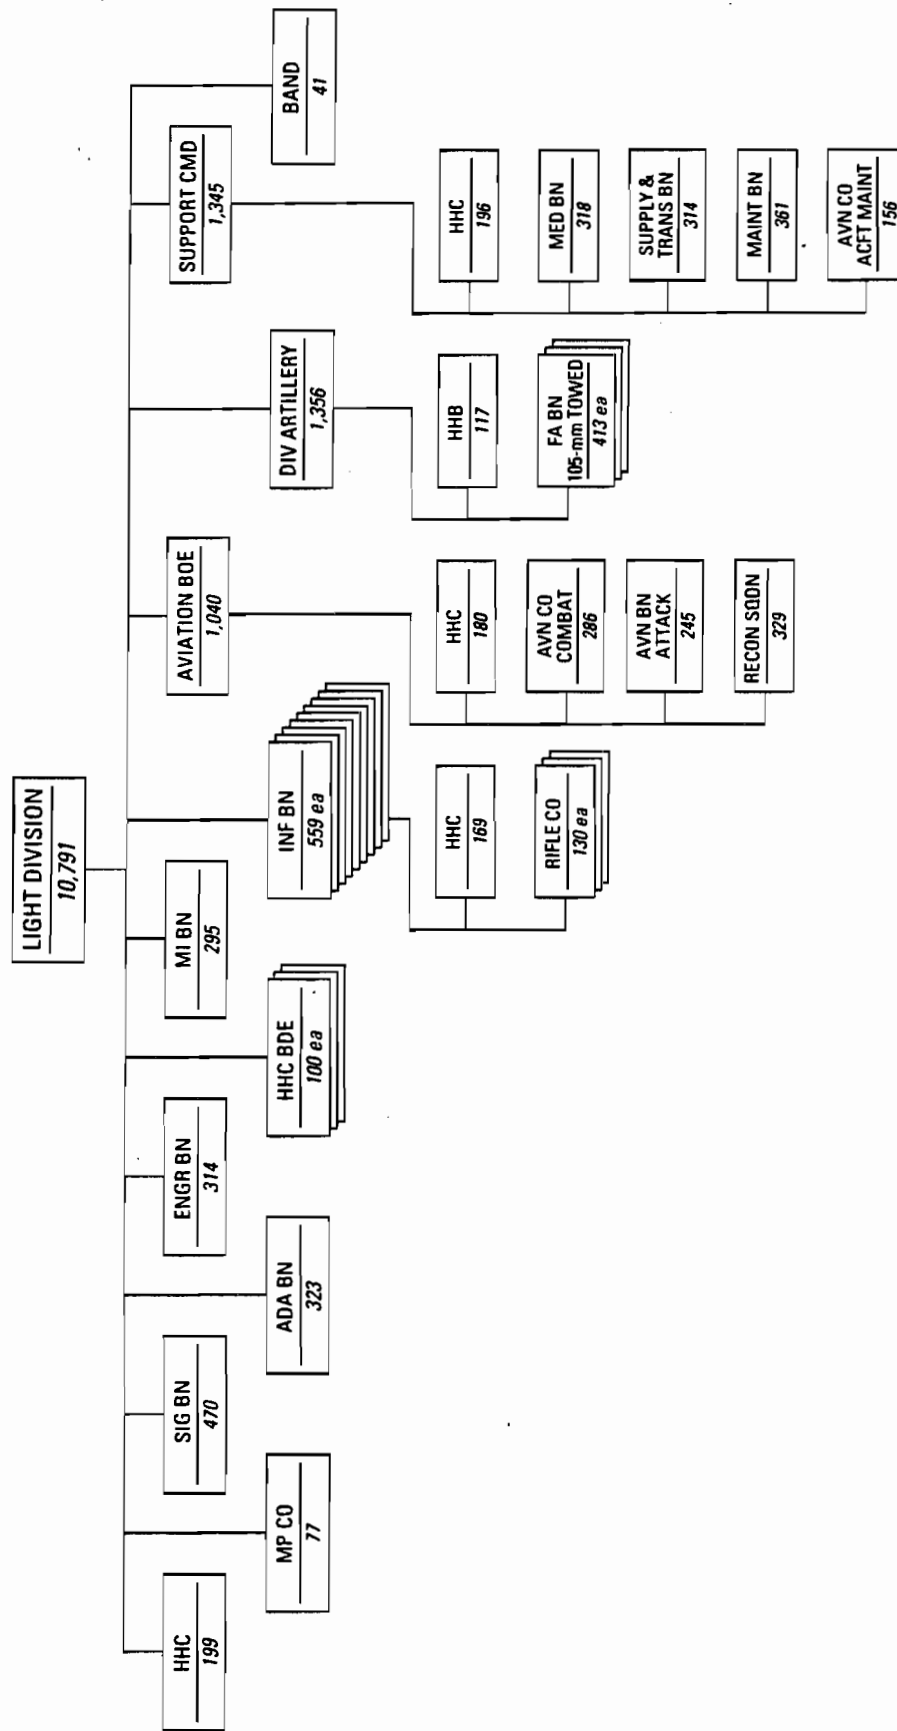 LIGHT DIVISION
10,791
HHC
199
MP CO
77
SIG BN
470
ADA BN
323
ENGR BN
314
HHC BDE
100 ea
MI BN
295
INF BN
559 ea
HHC
169
RIFLE CO
130 ea
AVIATION BOE
1,040
HHC
180
AVN CO
COMBAT
286
AVN BN
ATTACK
245
RECON SQDN
329
DIV ARTILLERY
1,356
HHB
117
FA BN
105-mm TOWED
413 ea
SUPPORT CMD
1,345
HHC
196
MED BN
318
SUPPLY &
TRANS BN
314
MAINT BN
361
AVN CO
ACFT MAINT
156
BAND
41